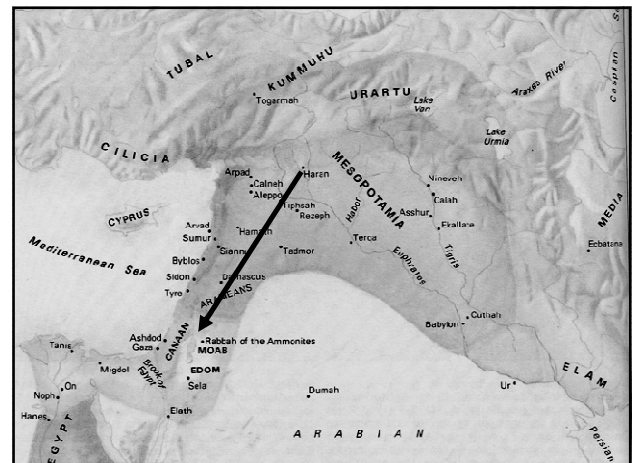 TUBAL
KUMMUHU
Togarmah
URARTU
Lake
Van
Araxes River
Caspian
Lake
Urmia
CILICIA
Arpad
Calneh
Aleppo
Haran
MESOPOTAMIA
Nineveh
Calah
Tiphsah
Rezeph
Habor
Asshur
Ekallate
MEDIA
Ecbatana
CYPRUS
Arvad
Sumur
Hamath
Sianu
Tadmor
Terca
Tigris
Euphrates
Mediterranean Sea
Byblos
Sidon
Damascus
Tyre
ARAMEANS
Cuthah
Babylon
CANAAN
Ashdod
Gaza
Rabbah of the Ammonites
MOAB
Tanis
Migdol
Brook of
Egypt
EDOM
Sela
ELAM
On
Noph
Dumah
Ur
Hanes
Elath
EGYPT
ARABIAN
Persian